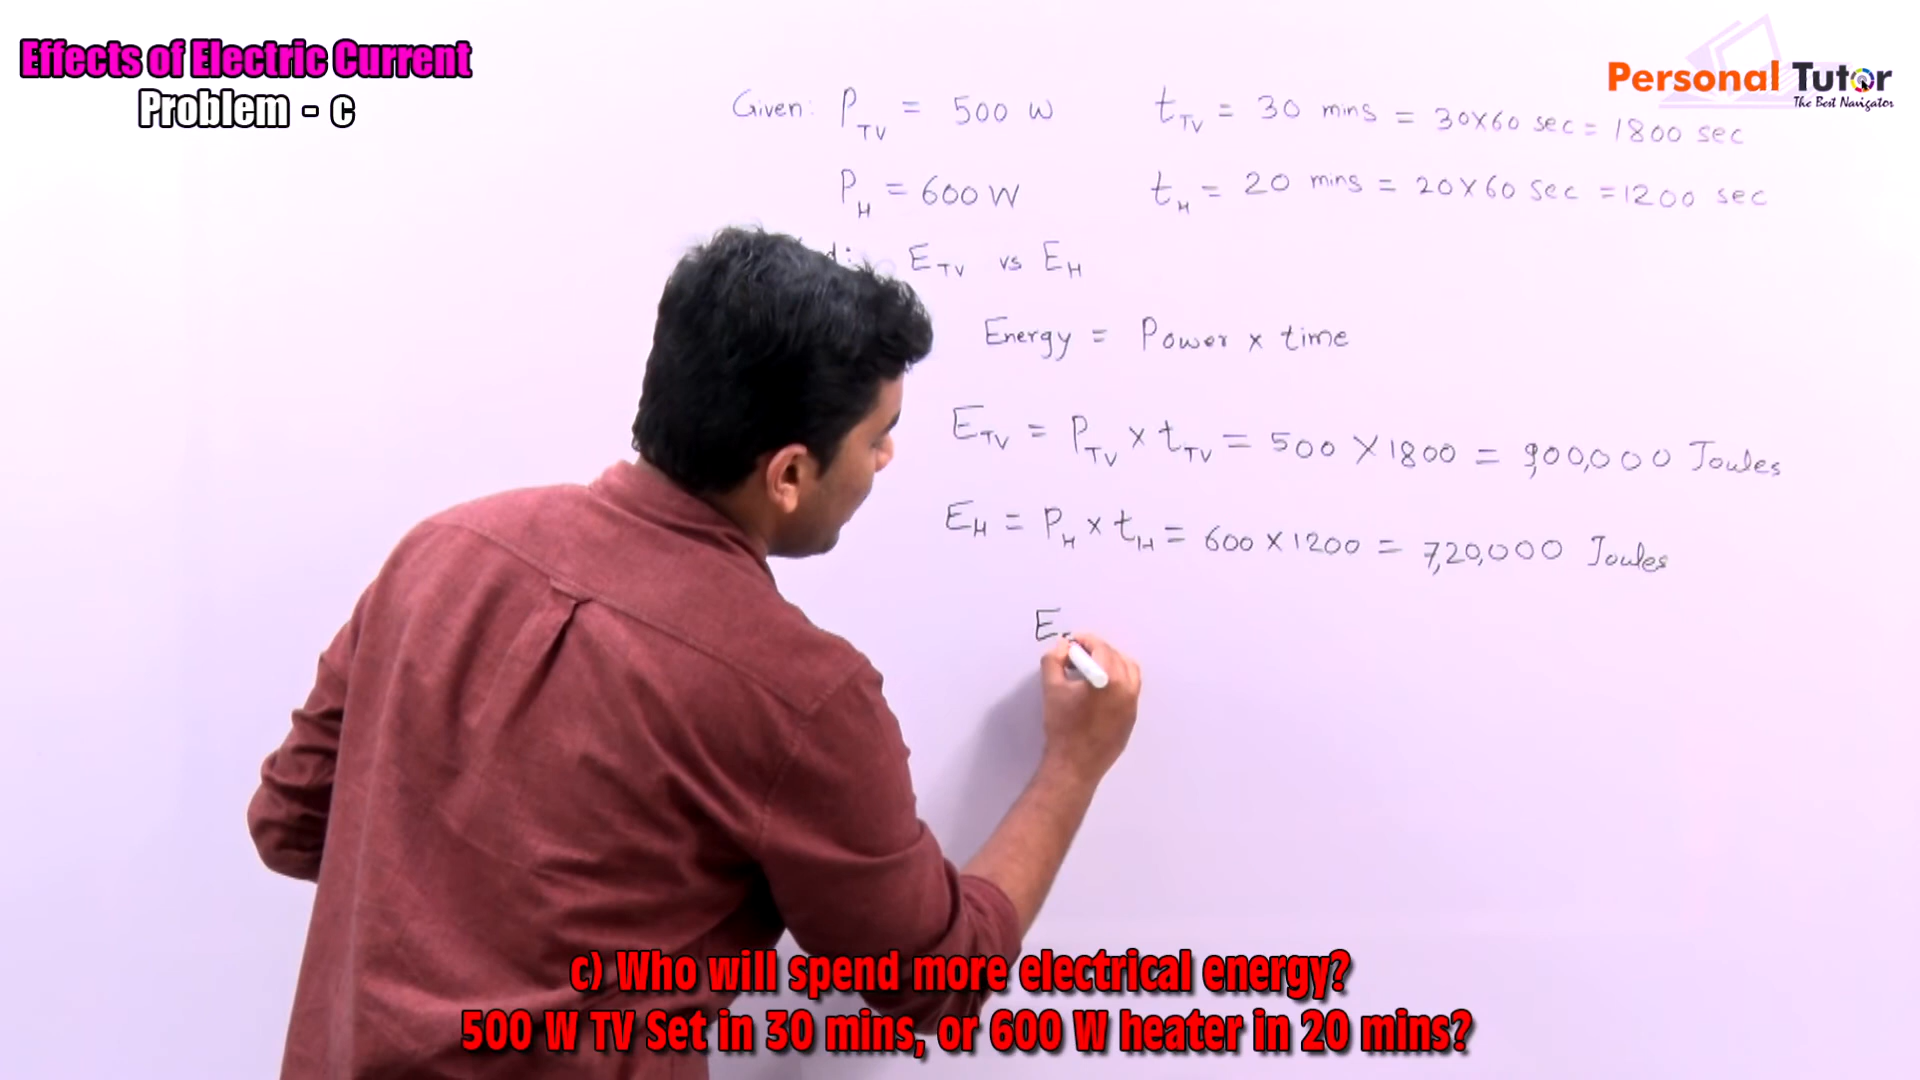 Effects of Electric Current
Problem - c
Personal Tutor
The Best Navigator
Given: P_TV = 500 W t_TV = 30 mins = 30x60 sec = 1800 sec
P_H = 600 W t_H = 20 mins = 20x60 sec = 1200 sec
E_TV vs E_H
Energy = Power x time
E_TV = P_TV x t_TV = 500 x 1800 = 9,00,000 Joules
E_H = P_H x t_H = 600 x 1200 = 7,20,000 Joules
E
c) Who will spend more electrical energy?
500 W TV Set in 30 mins, or 600 W heater in 20 mins?